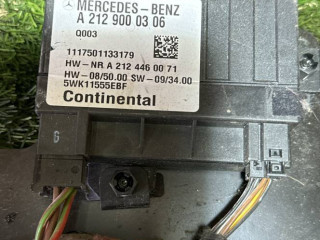 MERCEDES-BENZ
A 212 900 03 06
Q003
1117501133179
HW-NR A 212 446 00 71
HW - 08/50.00 SW - 09/34.00
5WK11555EBF
Continental